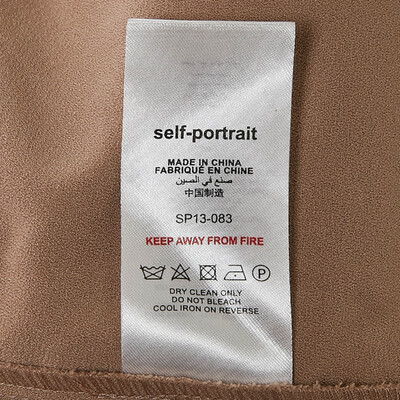 self-portrait
MADE IN CHINA
FABRIQUÉ EN CHINE
صنع في الصين
中国制造
SP13-083
KEEP AWAY FROM FIRE
P
DRY CLEAN ONLY
DO NOT BLEACH
COOL IRON ON REVERSE